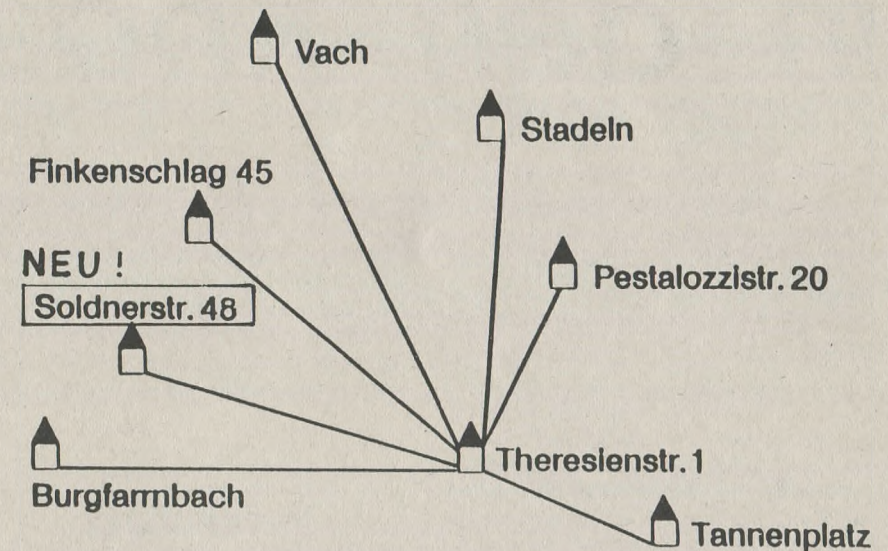 Vach
Stadeln
Finkenschlag 45
NEU !
Pestalozzistr. 20
Soldnerstr. 48
Theresienstr. 1
Burgfarrnbach
Tannenplatz